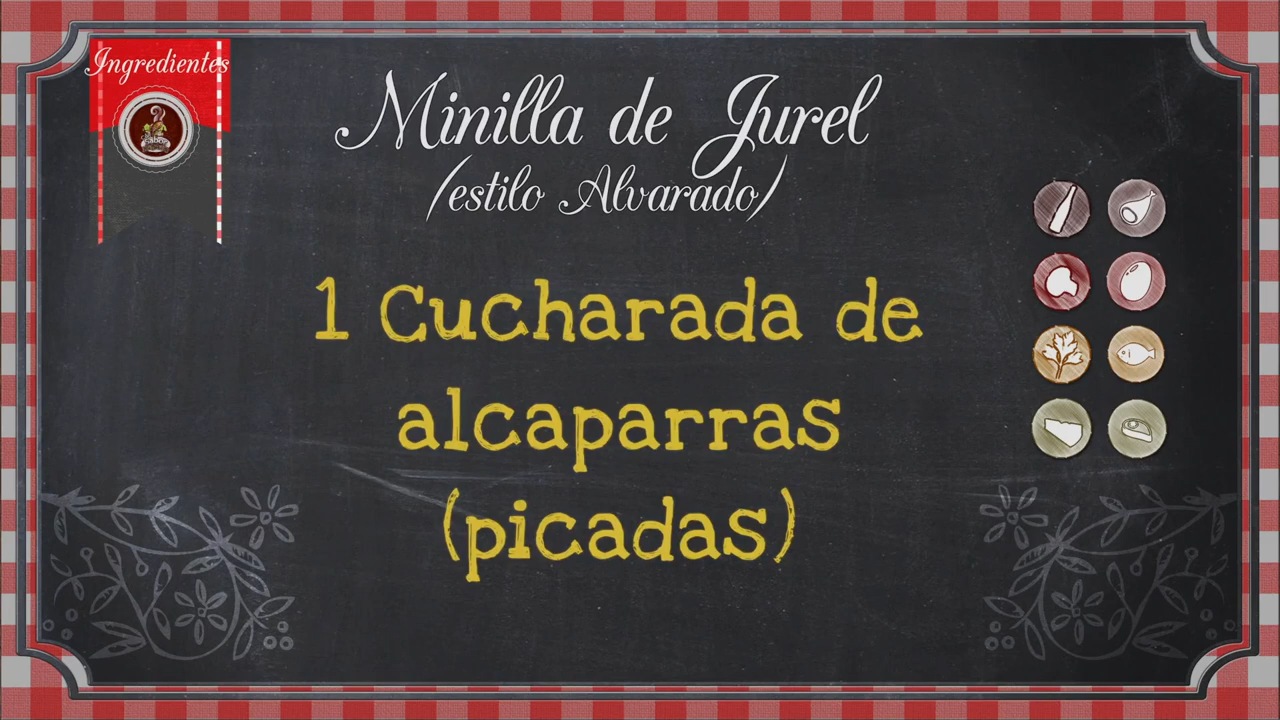 Ingredientes
Minilla de Jurel
(estilo Alvarado)
1 Cucharada de
alcaparras
(picadas)